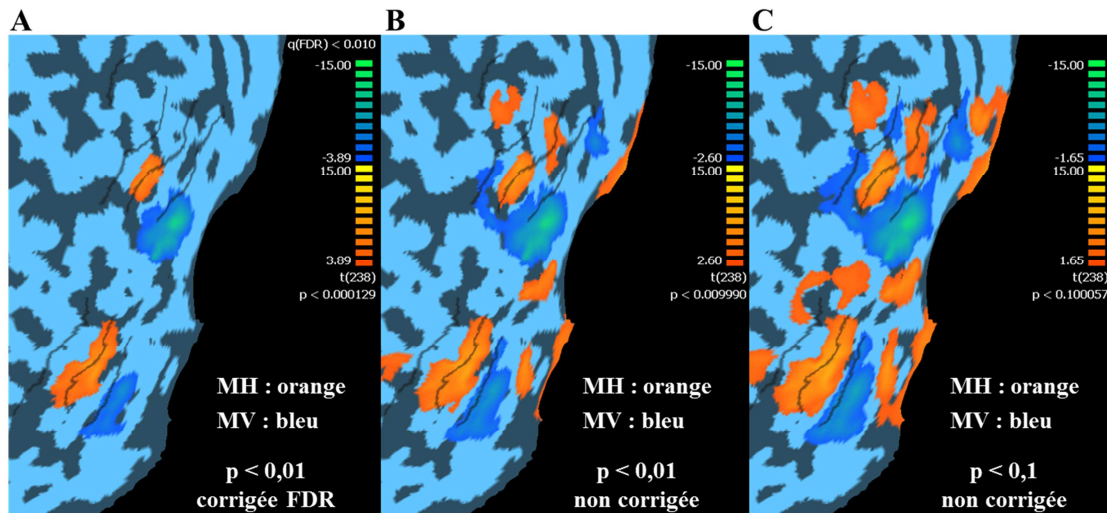 A
q(FDR) < 0.010
-15.00
-3.89
15.00
3.89
t(238)
p < 0.000129
MH : orange
MV : bleu
p < 0,01
corrigée FDR
B
-15.00
-2.60
15.00
2.60
t(238)
p < 0.009990
MH : orange
MV : bleu
p < 0,01
non corrigée
C
-15.00
-1.65
15.00
1.65
t(238)
p < 0.100057
MH : orange
MV : bleu
p < 0,1
non corrigée